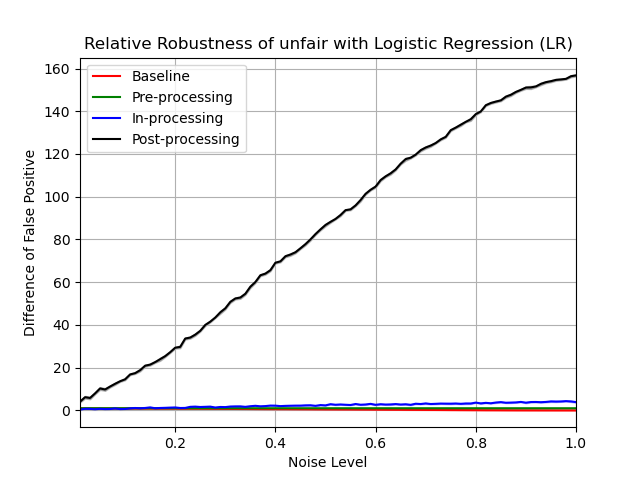 Relative Robustness of unfair with Logistic Regression (LR)
Baseline
Pre-processing
In-processing
Post-processing
Difference of False Positive
160
140
120
100
80
60
40
20
0
0.2
0.4
0.6
0.8
1.0
Noise Level